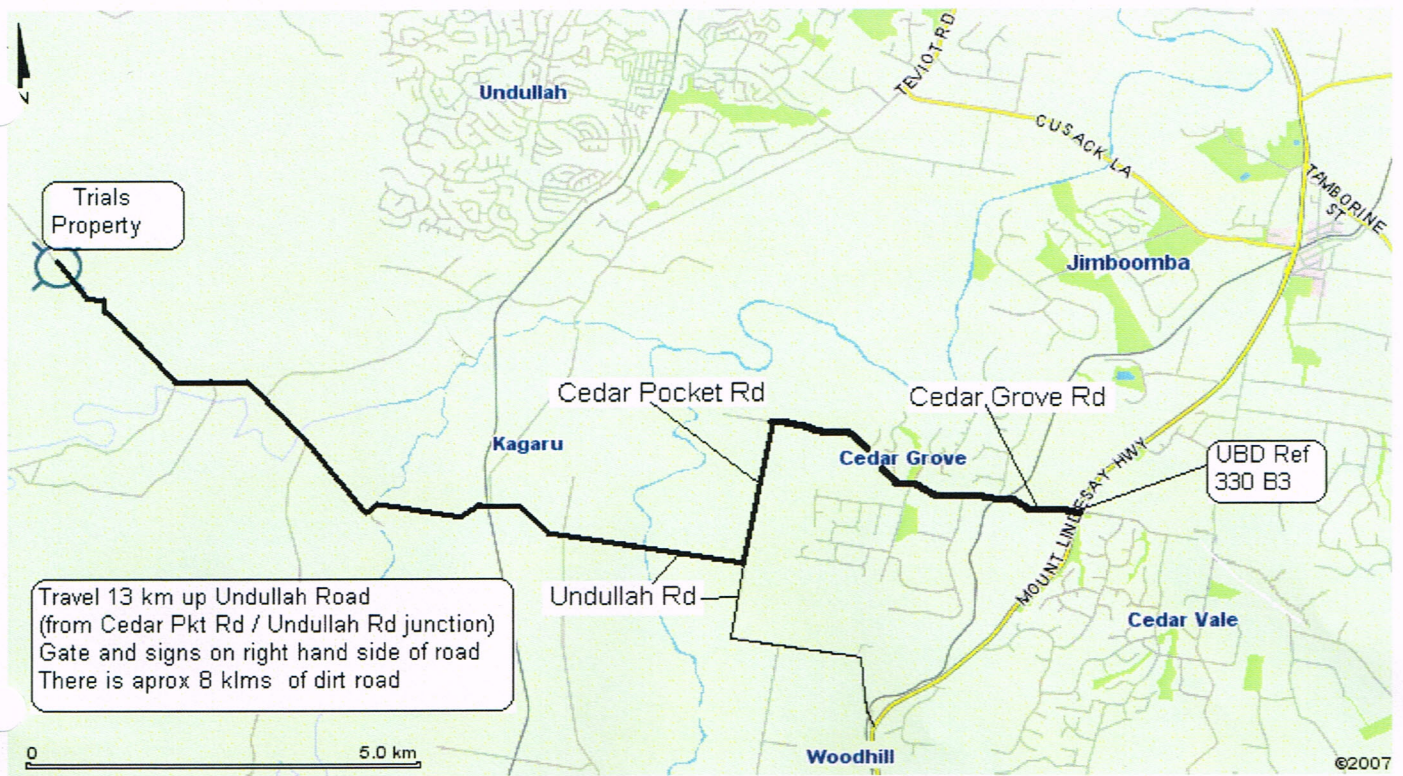 TEVIOT RD
Undullah
CUSACK LA
TAMBORINE
ST
Trials
Property
Jimboomba
Cedar Pocket Rd
Cedar Grove Rd
Kagaru
Cedar Grove
MOUNT LINDESAY HWY
UBD Ref
330 B3
Undullah Rd
Cedar Vale
Travel 13 km up Undullah Road
(from Cedar Pkt Rd / Undullah Rd junction)
Gate and signs on right hand side of road
There is aprox 8 klms of dirt road
0 5.0 km
Woodhill
©2007
N